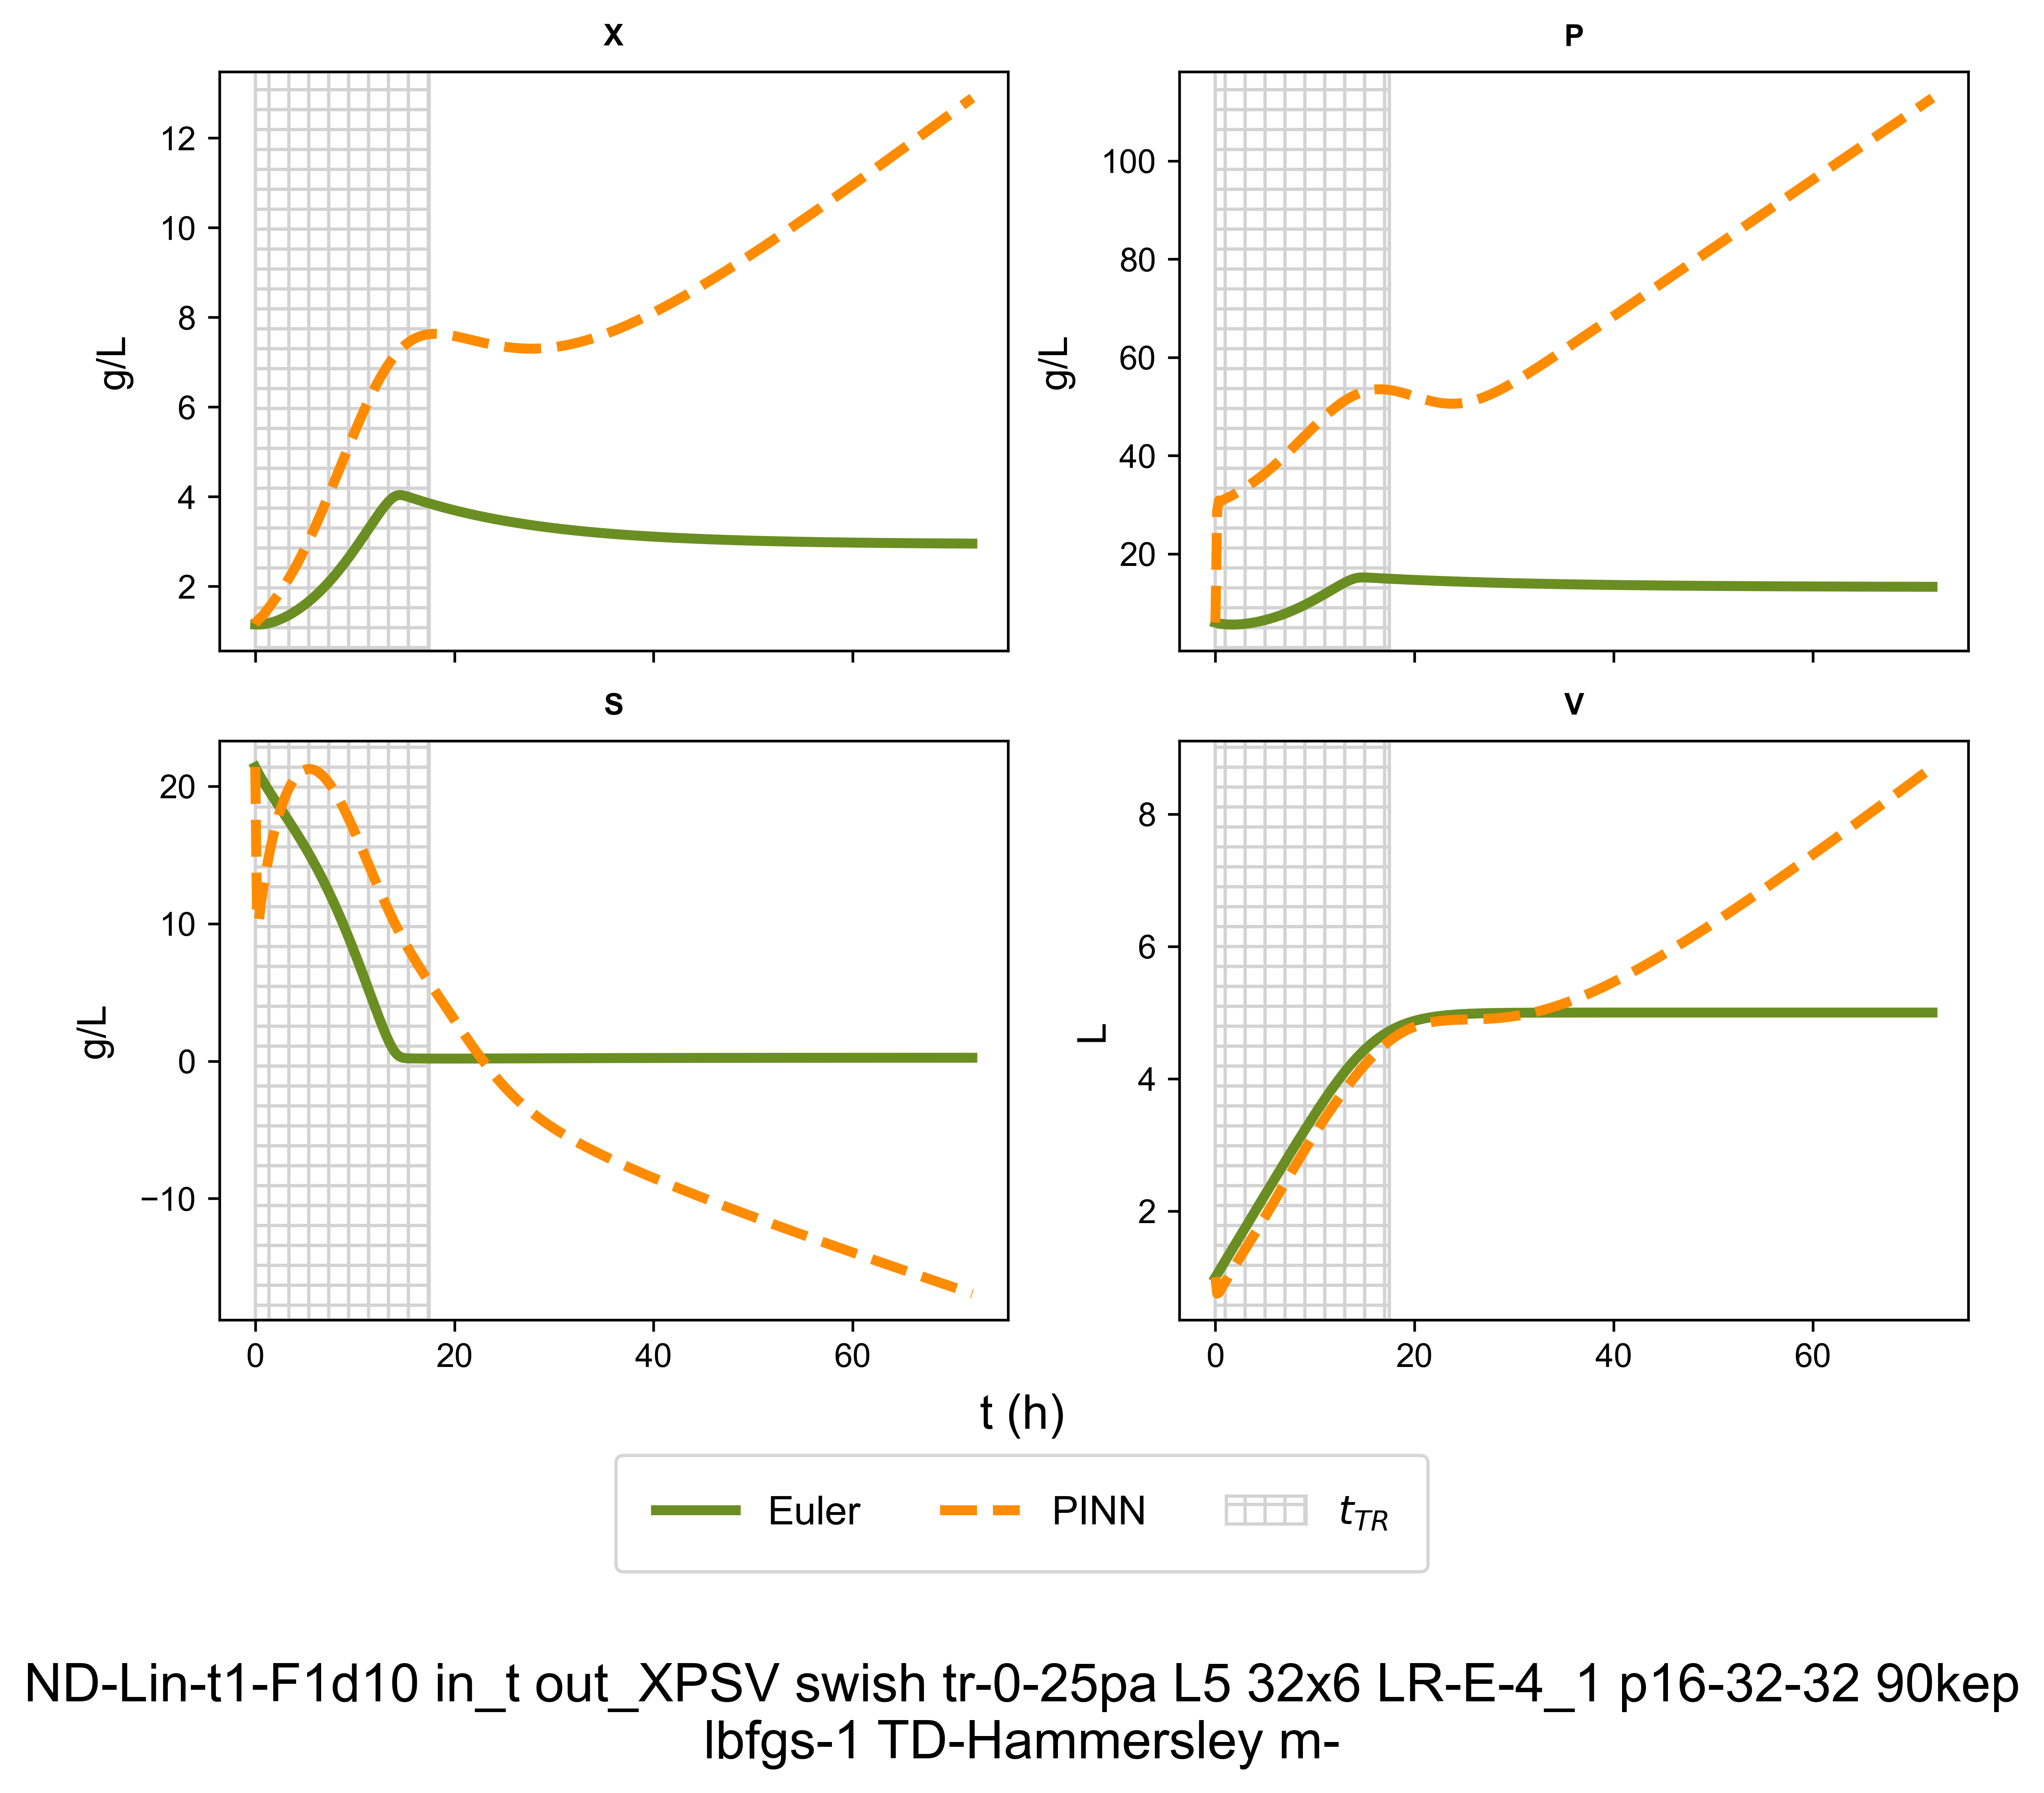 X
P
12
10
8
6
4
2
g/L
100
80
60
40
20
g/L
S
V
20
10
0
−10
g/L
8
6
4
2
L
0 20 40 60
0 20 40 60
t (h)
Euler PINN t_TR
ND-Lin-t1-F1d10 in_t out_XPSV swish tr-0-25pa L5 32x6 LR-E-4_1 p16-32-32 90kep
lbfgs-1 TD-Hammersley m-